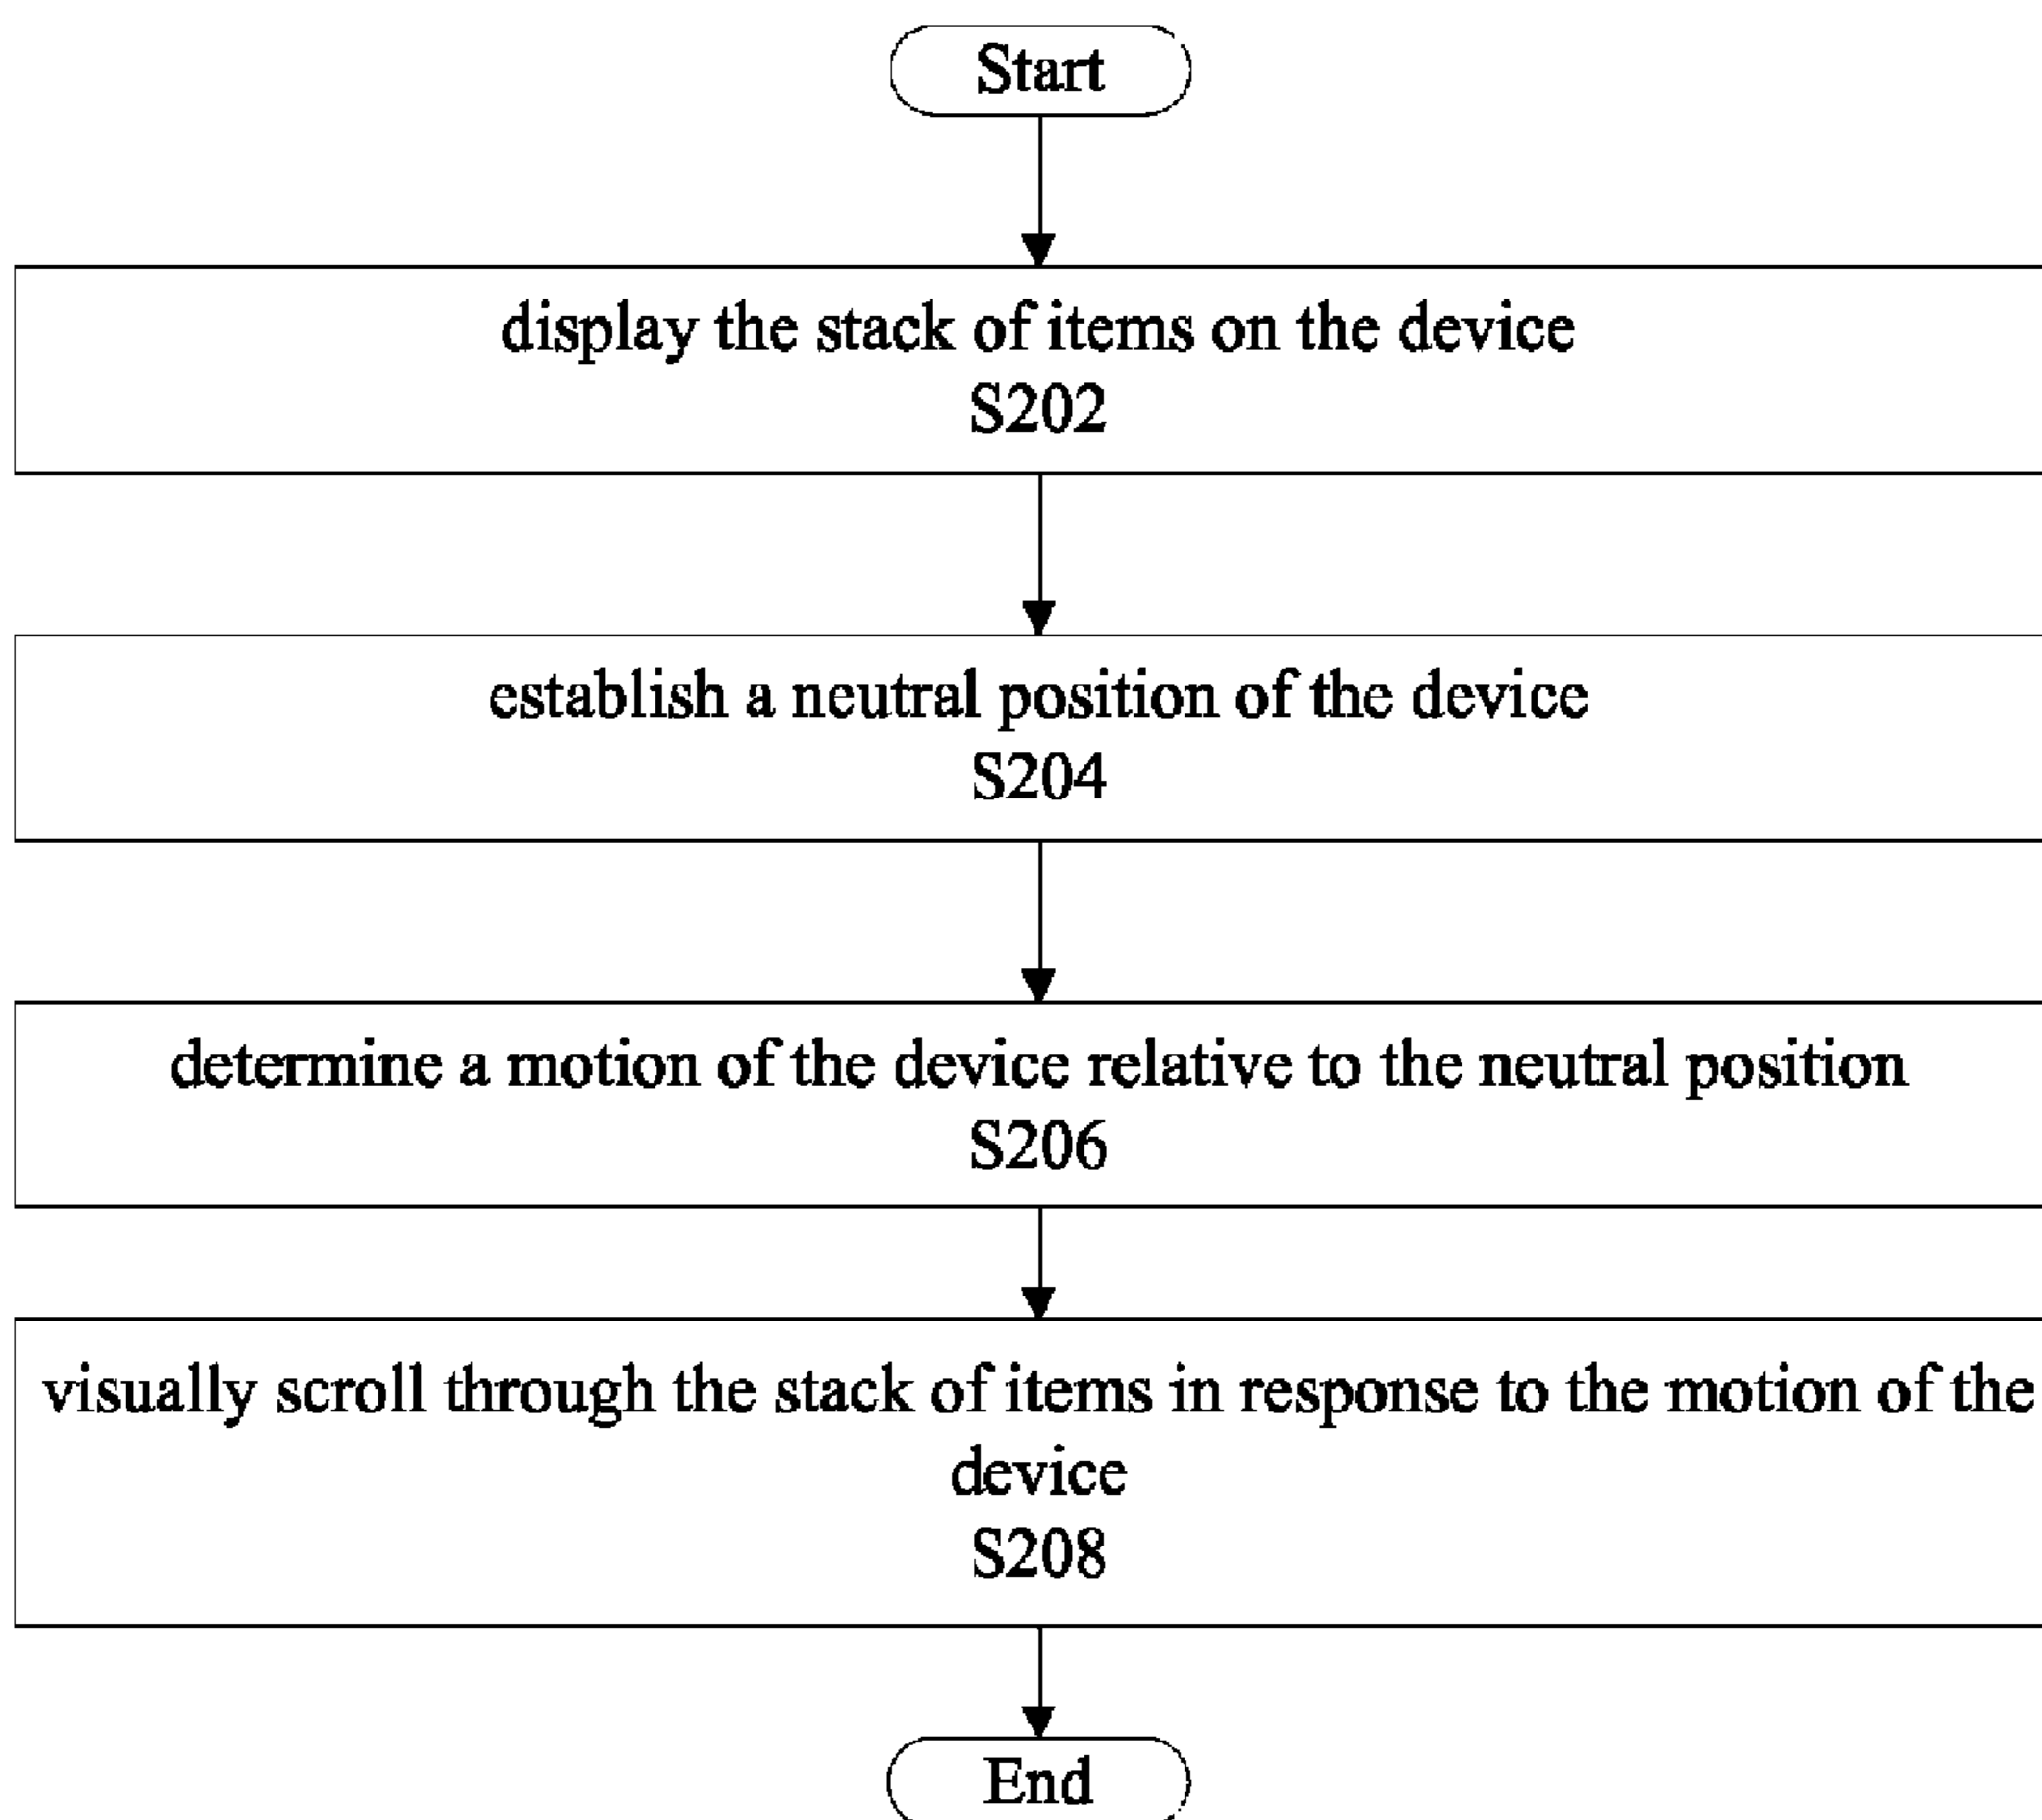 Start
display the stack of items on the device
S202
establish a neutral position of the device
S204
determine a motion of the device relative to the neutral position
S206
visually scroll through the stack of items in response to the motion of the
device
S208
End